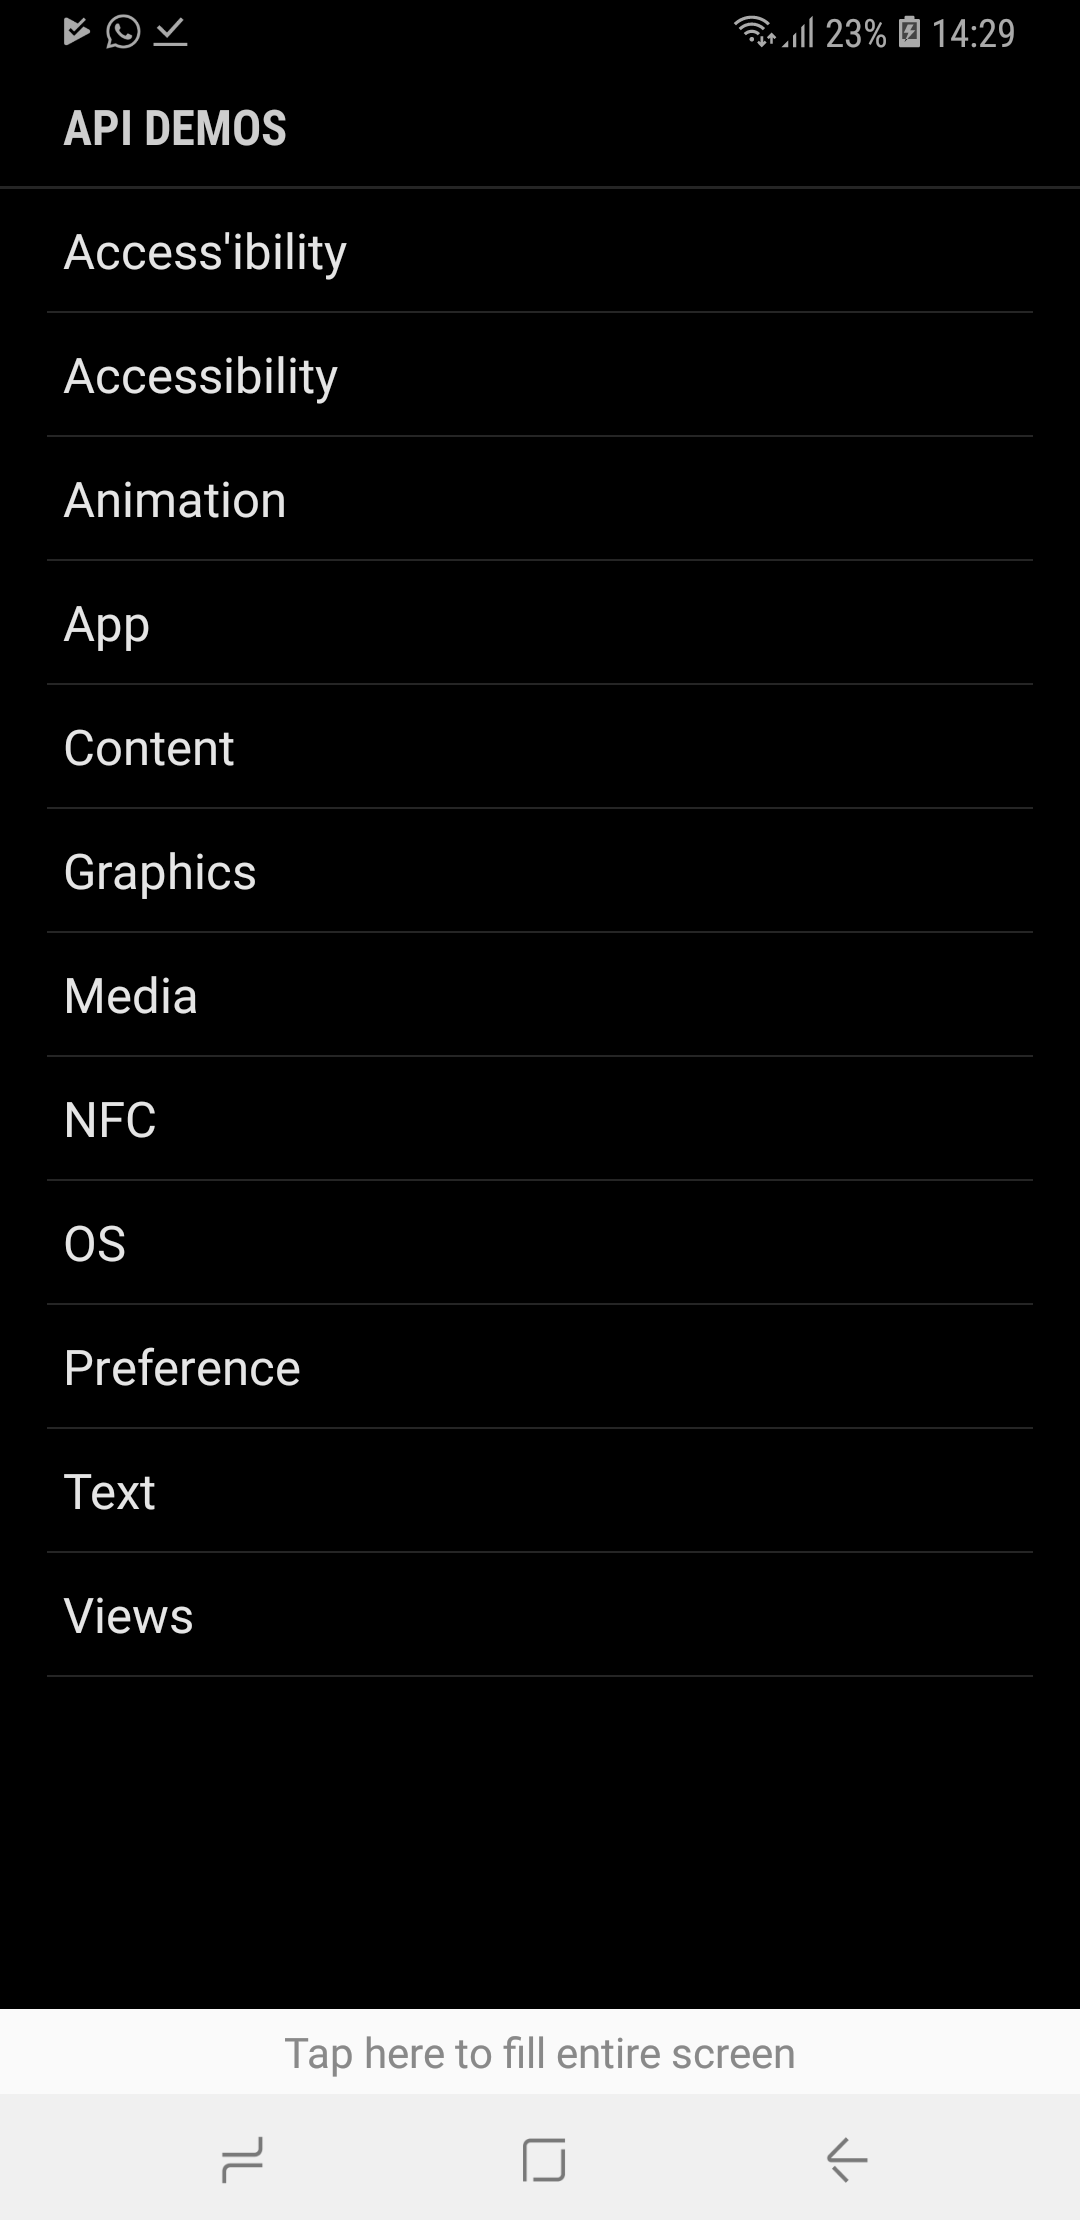 23% 14:29
API DEMOS
Access'ibility
Accessibility
Animation
App
Content
Graphics
Media
NFC
OS
Preference
Text
Views
Tap here to fill entire screen